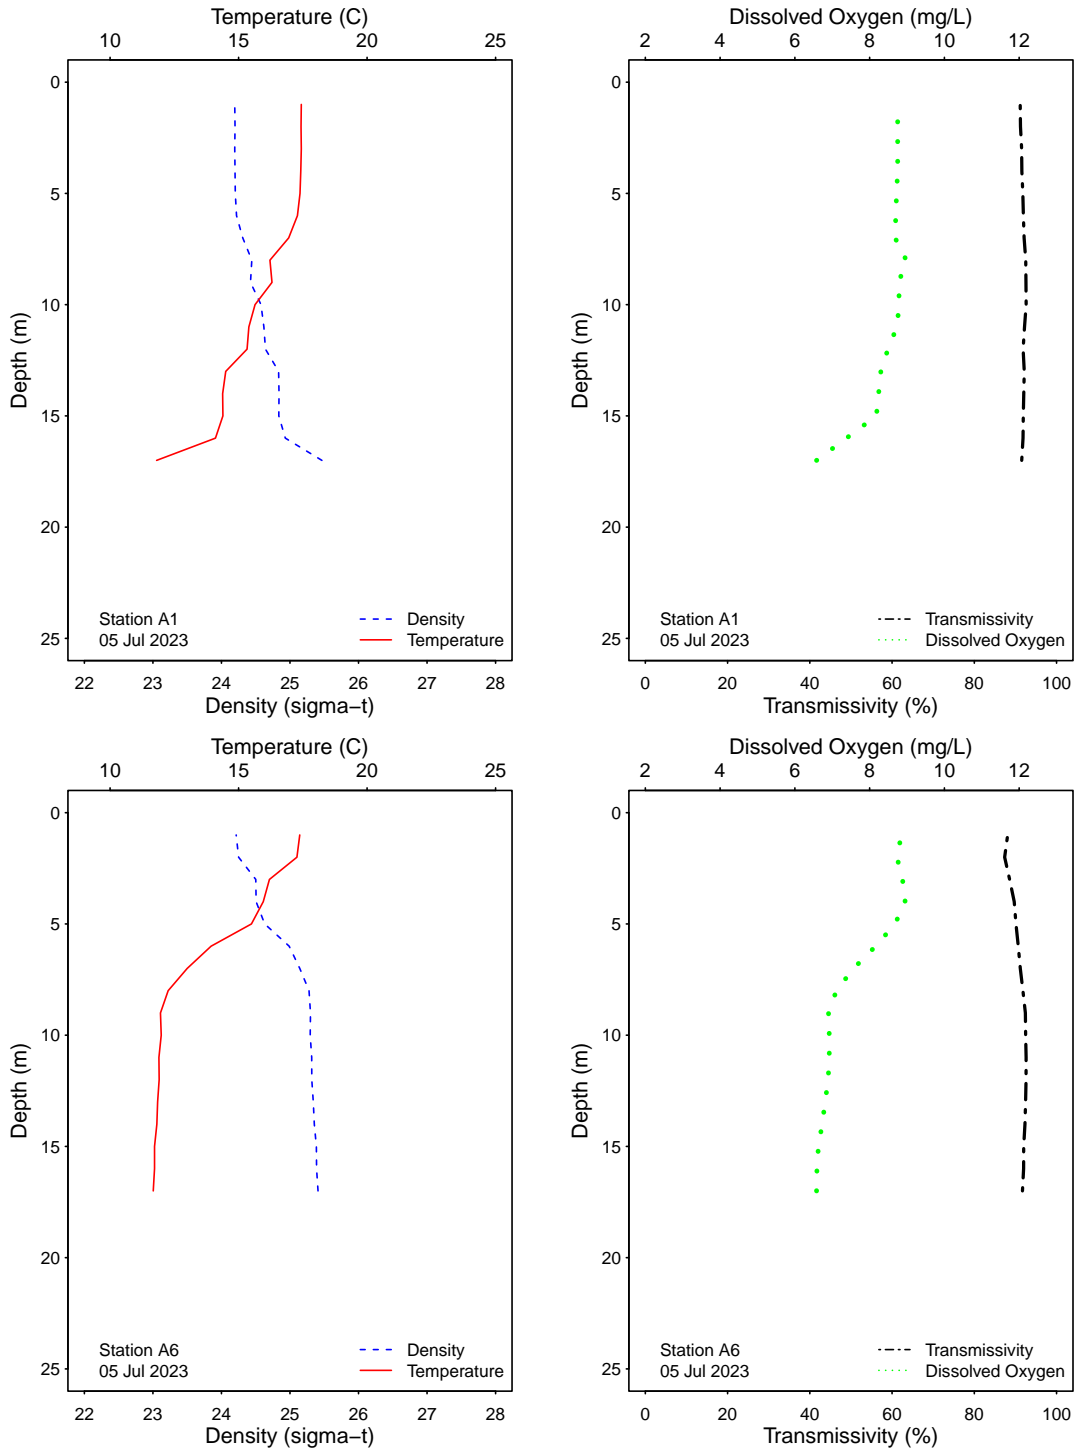 Temperature (C)
10 15 20 25
0
5
10
15
20
25
Depth (m)
Station A1
05 Jul 2023
Density
Temperature
22 23 24 25 26 27 28
Density (sigma−t)
Dissolved Oxygen (mg/L)
2 4 6 8 10 12
0
5
10
15
20
25
Depth (m)
Station A1
05 Jul 2023
Transmissivity
Dissolved Oxygen
0 20 40 60 80 100
Transmissivity (%)
Temperature (C)
10 15 20 25
0
5
10
15
20
25
Depth (m)
Station A6
05 Jul 2023
Density
Temperature
22 23 24 25 26 27 28
Density (sigma−t)
Dissolved Oxygen (mg/L)
2 4 6 8 10 12
0
5
10
15
20
25
Depth (m)
Station A6
05 Jul 2023
Transmissivity
Dissolved Oxygen
0 20 40 60 80 100
Transmissivity (%)